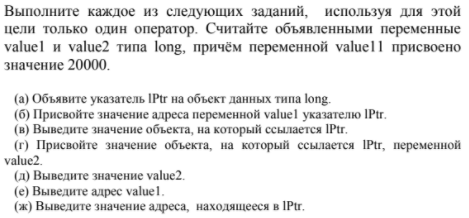 Выполните каждое из следующих заданий, используя для этой
цели только один оператор. Считайте объявленными переменные
value1 и value2 типа long, причём переменной value11 присвоено
значение 20000.
(а) Объявите указатель lPtr на объект данных типа long.
(б) Присвойте значение адреса переменной value1 указателю lPtr.
(в) Выведите значение объекта, на который ссылается lPtr.
(г) Присвойте значение объекта, на который ссылается lPtr, переменной
value2.
(д) Выведите значение value2.
(е) Выведите адрес value1.
(ж) Выведите значение адреса, находящееся в lPtr.